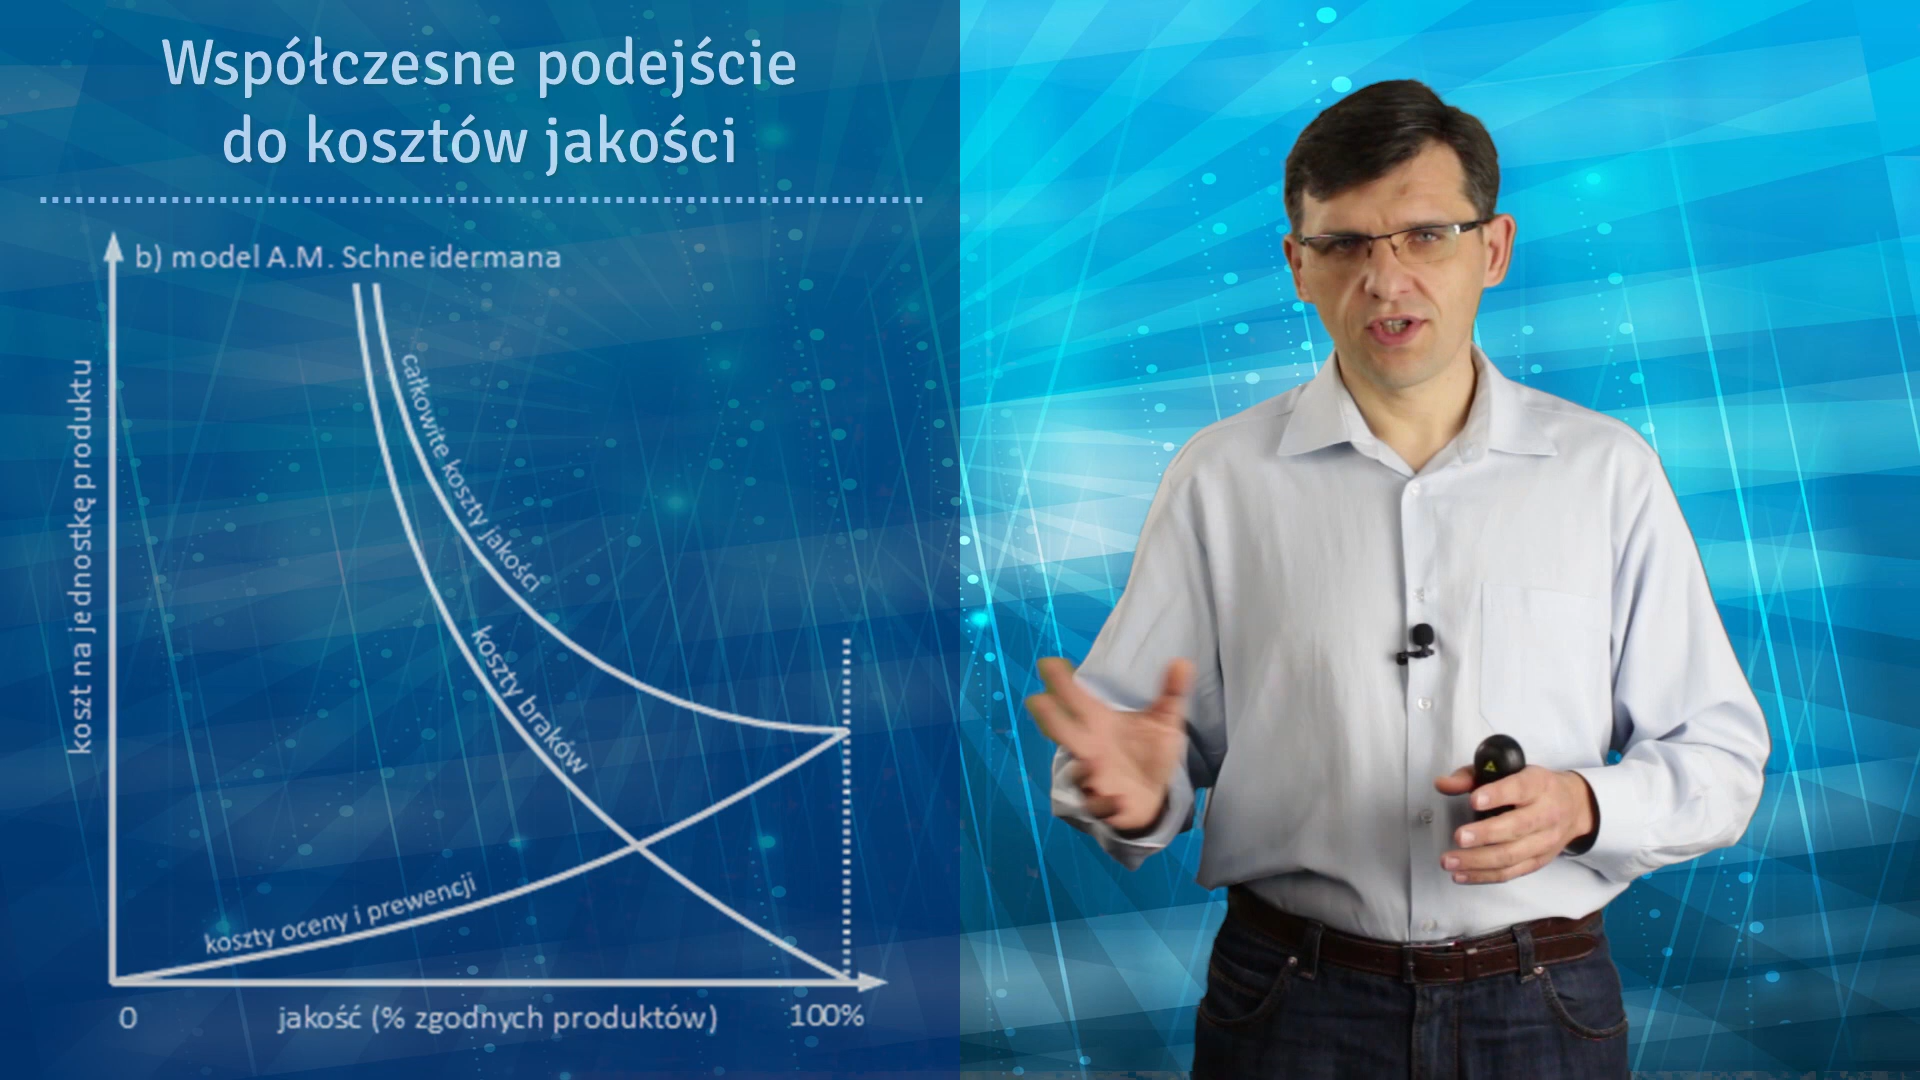 Współczesne podejście
do kosztów jakości
b) model A.M. Schneidermana
koszt na jednostkę produktu
całkowite koszty jakości
koszty braków
koszty oceny i prewencji
0
jakość (% zgodnych produktów)
100%